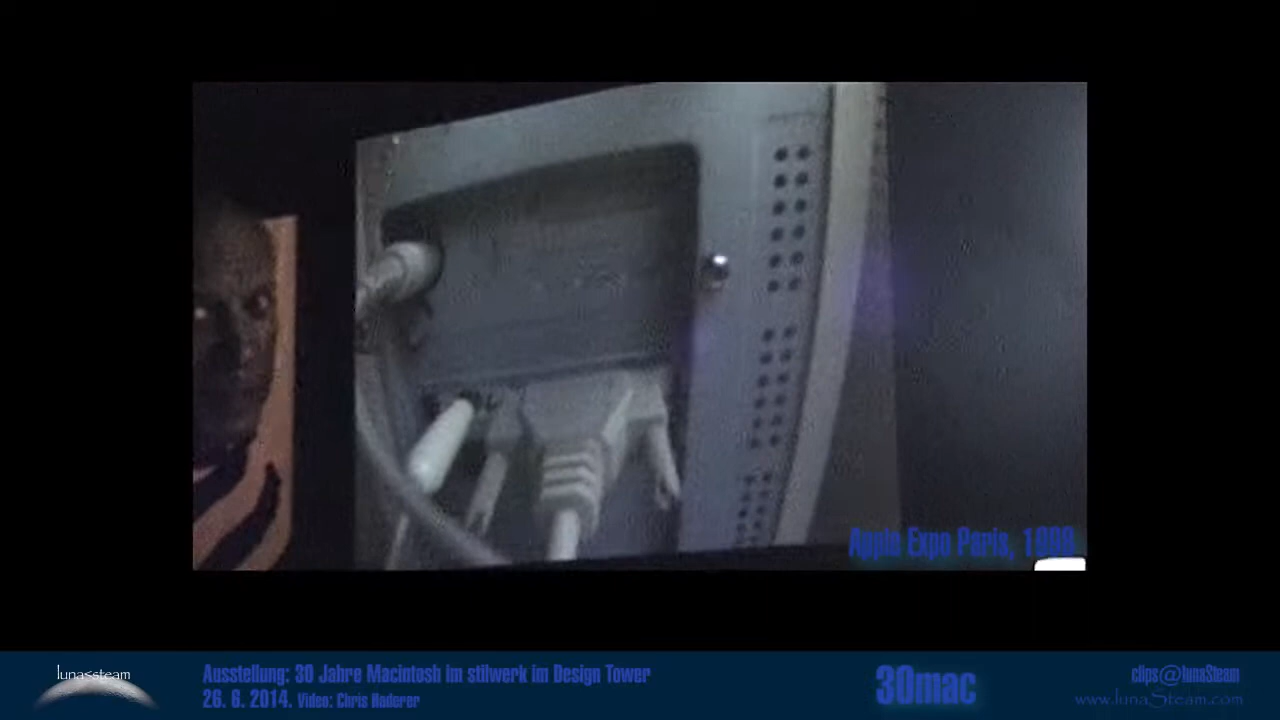 Apple Expo Paris, 1998
lunaSteam
Ausstellung: 30 Jahre Macintosh im stilwerk im Design Tower
26. 6. 2014. Video: Chris Haderer
30mac
clips@lunaSteam
www.lunaSteam.com